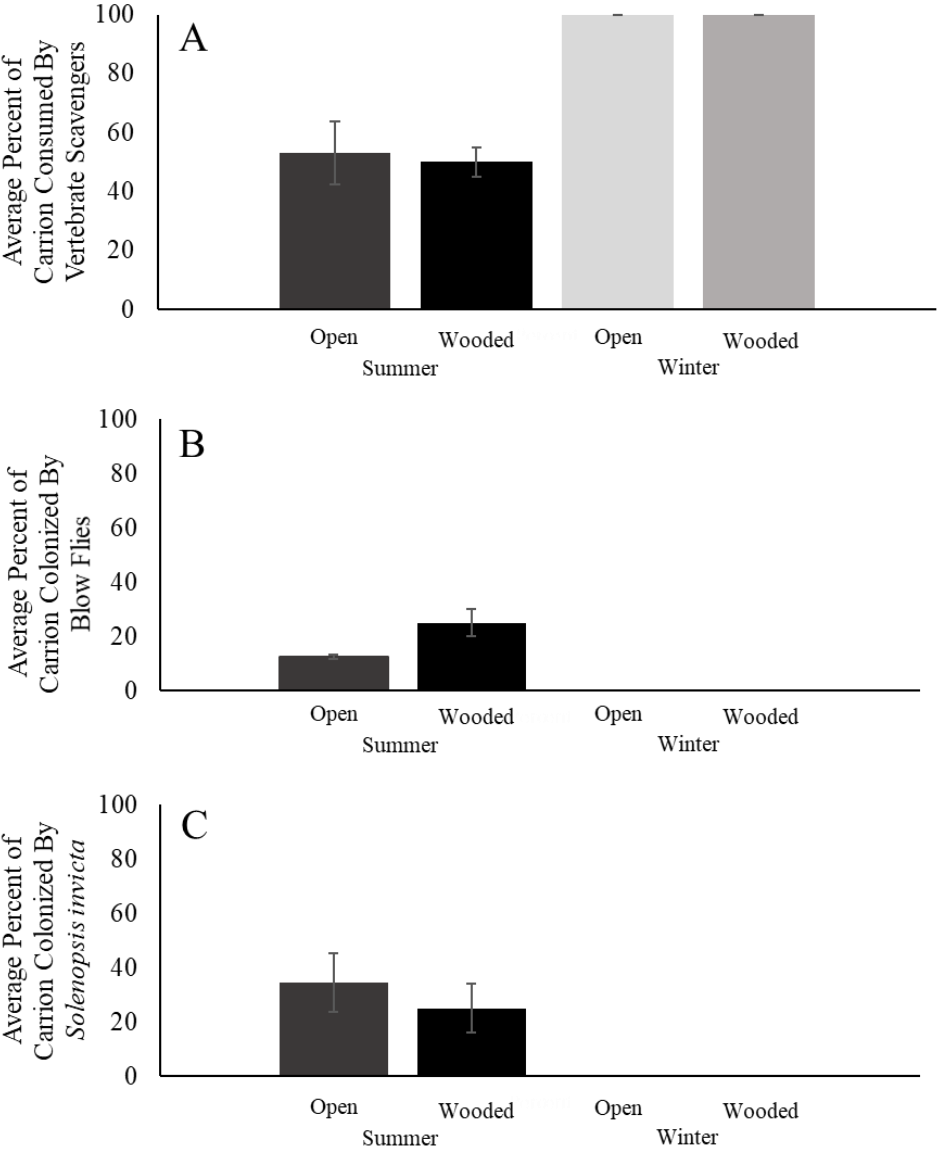 A
Average Percent of
Carrion Consumed By
Vertebrate Scavengers
100
80
60
40
20
0
Open
Wooded
Open
Wooded
Summer
Winter
B
Average Percent of
Carrion Colonized By
Blow Flies
100
80
60
40
20
0
Open
Wooded
Open
Wooded
Summer
Winter
C
Average Percent of
Carrion Colonized By
Solenopsis invicta
100
80
60
40
20
0
Open
Wooded
Open
Wooded
Summer
Winter